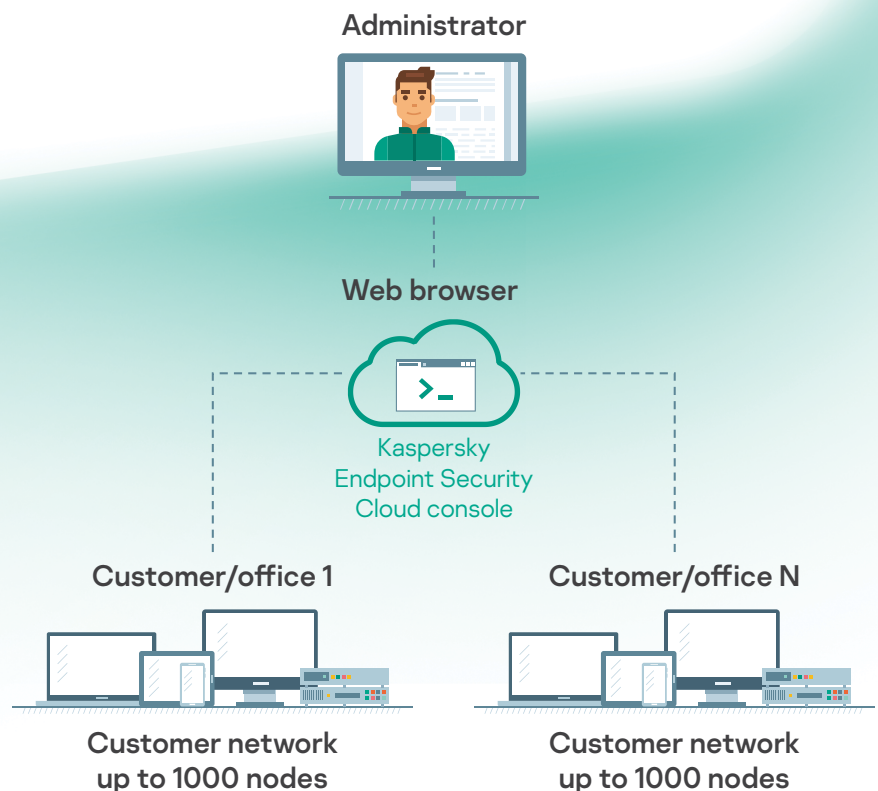 Administrator
Web browser
>_
Kaspersky
Endpoint Security
Cloud console
Customer/office 1
Customer/office N
Customer network
up to 1000 nodes
Customer network
up to 1000 nodes